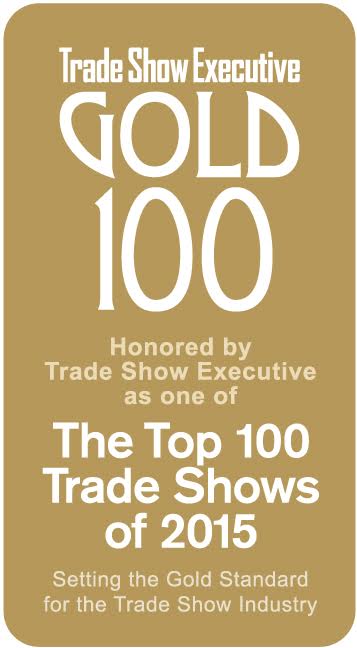 Trade Show Executive
GOLD
100
Honored by
Trade Show Executive
as one of
The Top 100
Trade Shows
of 2015
Setting the Gold Standard
for the Trade Show Industry